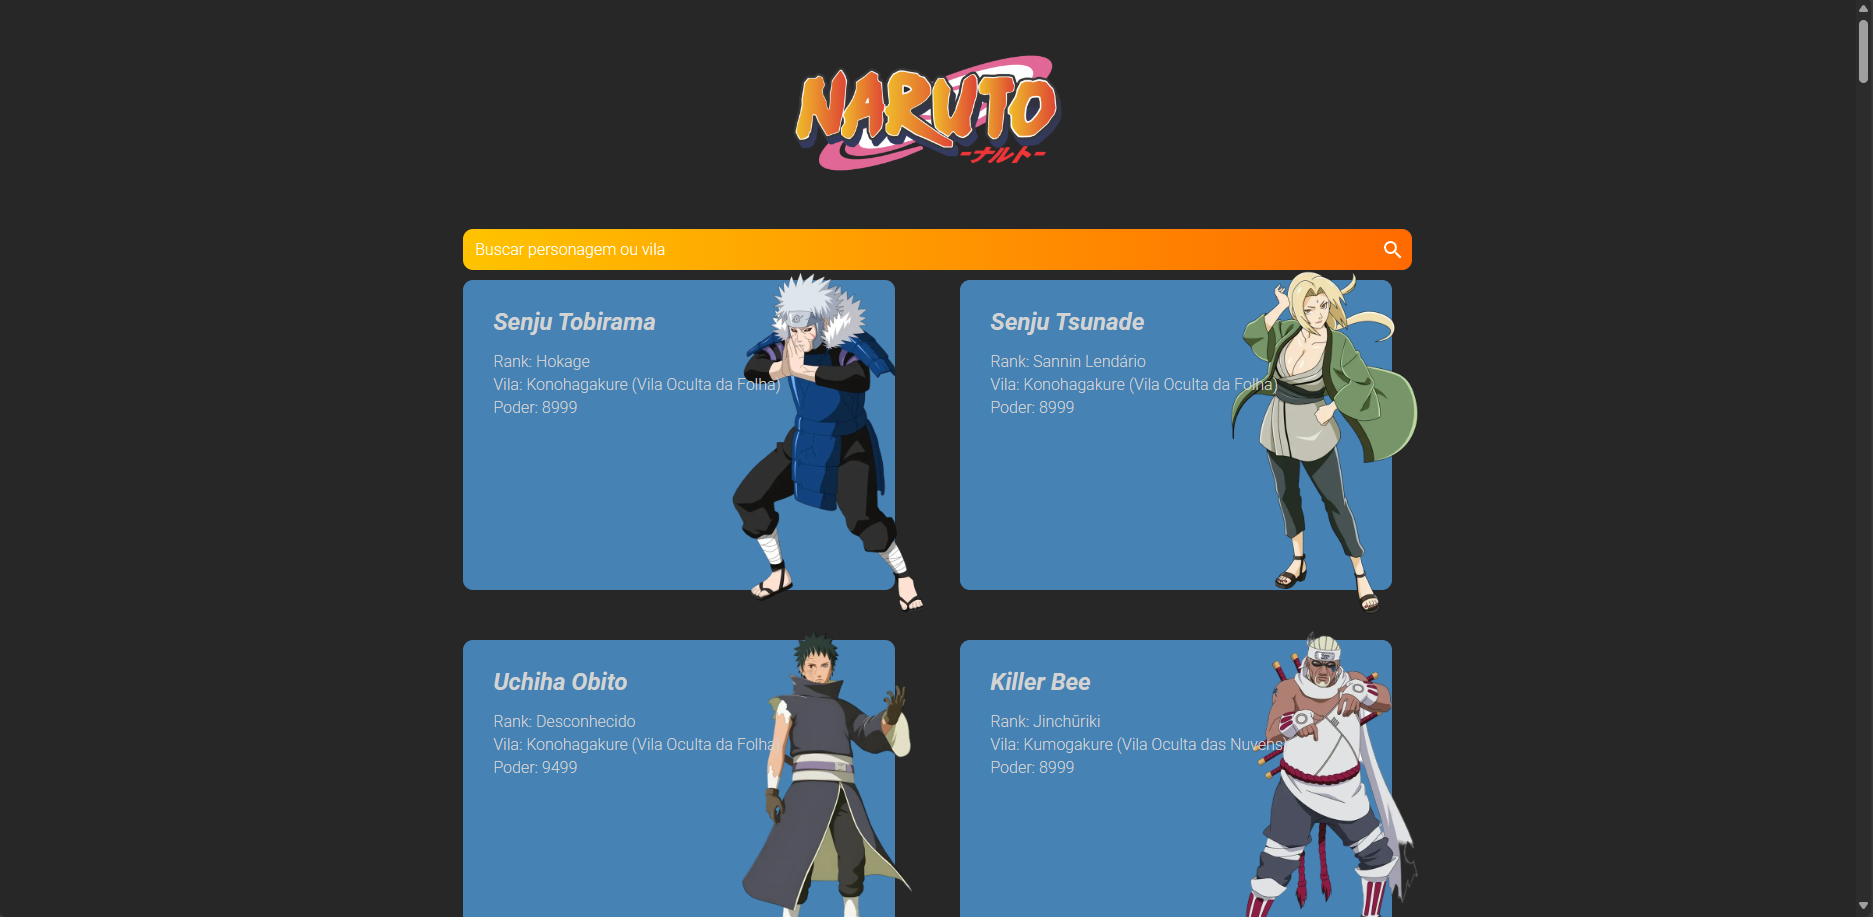 NARUTO
-ナルト-
Buscar personagem ou vila
Senju Tobirama
Rank: Hokage
Vila: Konohagakure (Vila Oculta da Folha)
Poder: 8999
Senju Tsunade
Rank: Sannin Lendário
Vila: Konohagakure (Vila Oculta da Folha)
Poder: 8999
Uchiha Obito
Rank: Desconhecido
Vila: Konohagakure (Vila Oculta da Folha)
Poder: 9499
Killer Bee
Rank: Jinchūriki
Vila: Kumogakure (Vila Oculta das Nuvens
Poder: 8999